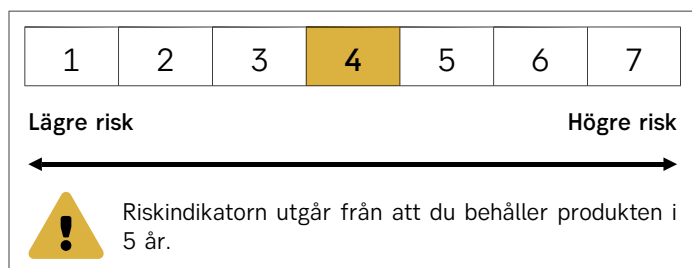 1 2 3 4 5 6 7
Lägre risk Högre risk
Riskindikatorn utgår från att du behåller produkten i
5 år.